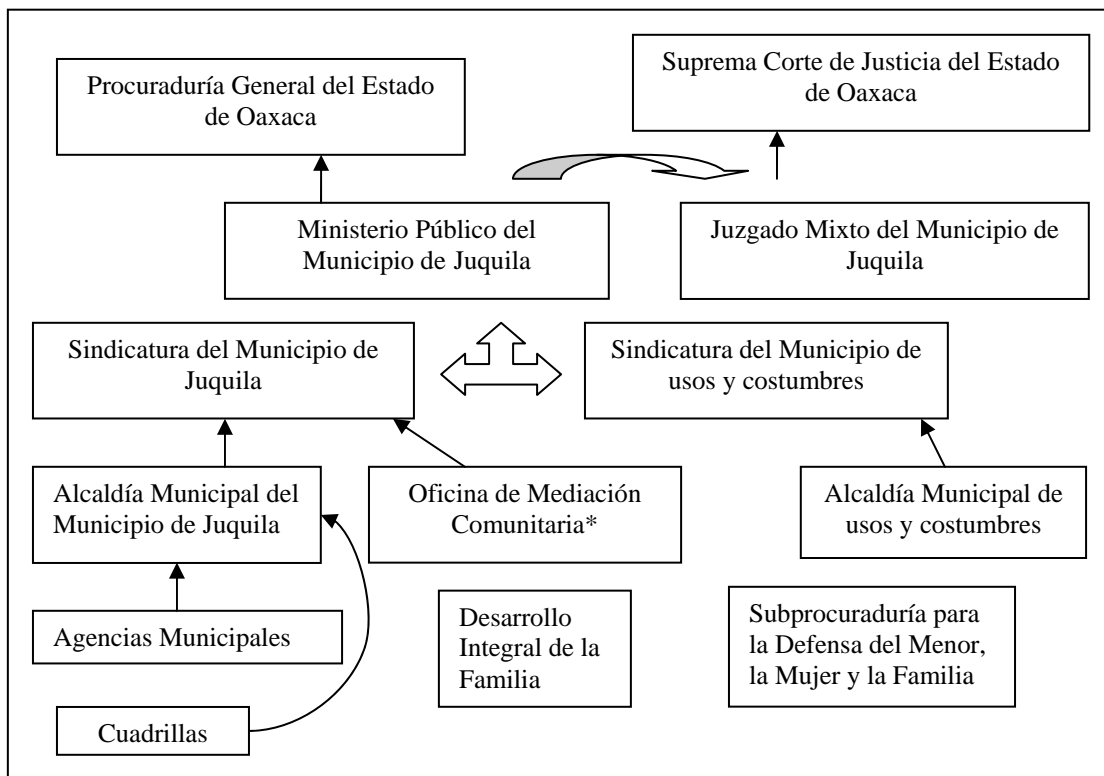 Procuraduría General del Estado
de Oaxaca
Suprema Corte de Justicia del Estado
de Oaxaca
Ministerio Público del
Municipio de Juquila
Juzgado Mixto del Municipio de
Juquila
Sindicatura del Municipio de
Juquila
Sindicatura del Municipio de
usos y costumbres
Alcaldía Municipal del
Municipio de Juquila
Oficina de Mediación
Comunitaria*
Alcaldía Municipal de
usos y costumbres
Agencias Municipales
Desarrollo
Integral de la
Familia
Subprocuraduría para
la Defensa del Menor,
la Mujer y la Familia
Cuadrillas